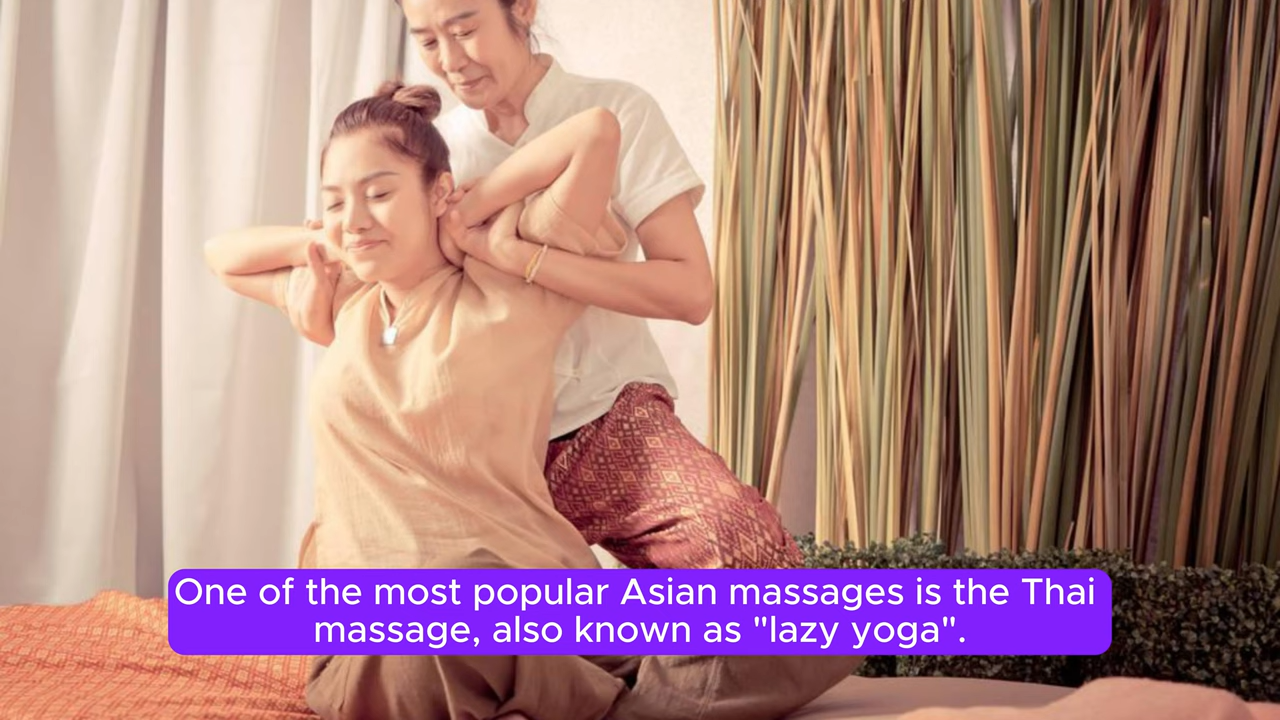 One of the most popular Asian massages is the Thai
massage, also known as "lazy yoga".